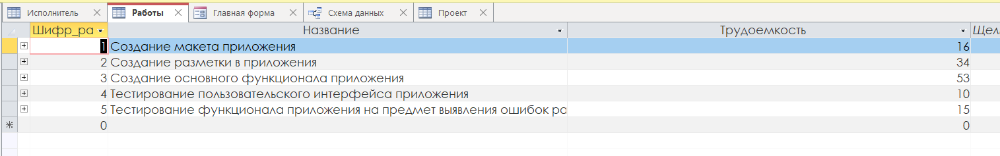 Исполнитель Работы Главная форма Схема данных Проект
Шифр_ра Название Трудоемкость Щел
1 Создание макета приложения 16
2 Создание разметки в приложения 34
3 Создание основного функционала приложения 53
4 Тестирование пользовательского интерфейса приложения 10
5 Тестирование функционала приложения на предмет выявления ошибок ра 15
0 0